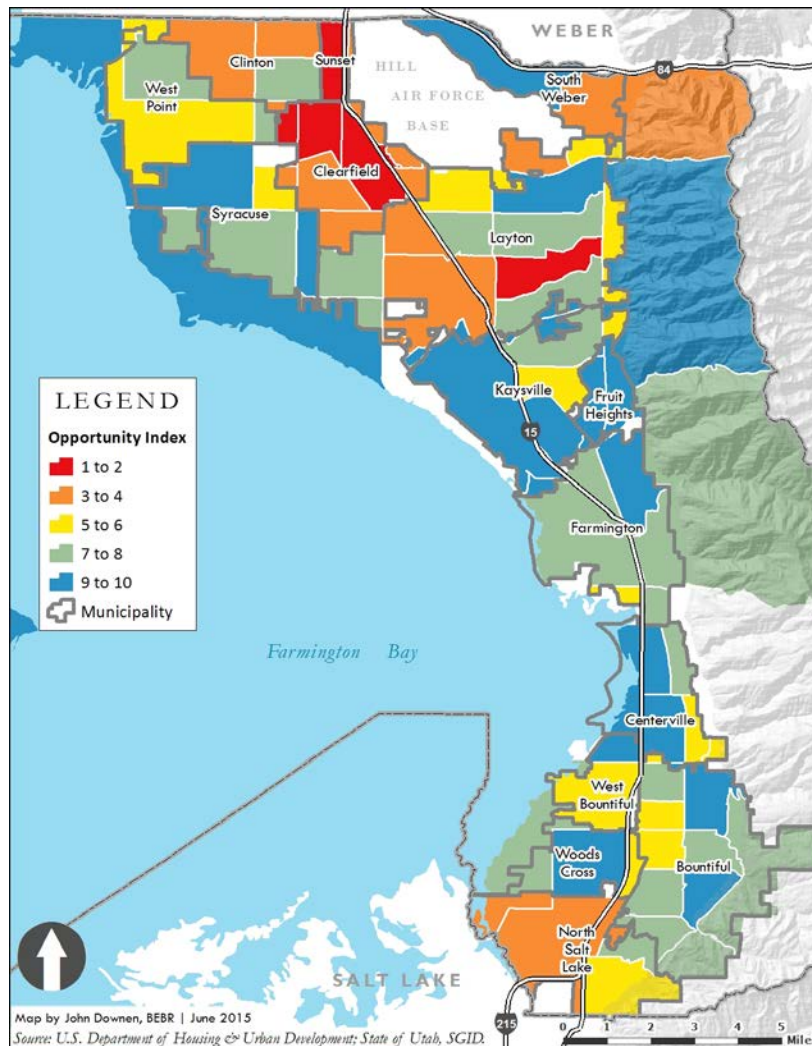 WEBER
84
Sunset
Clinton
HILL
AIR FORCE
BASE
South
Weber
West
Point
Clearfield
Syracuse
Layton
LEGEND
Opportunity Index
1 to 2
3 to 4
5 to 6
7 to 8
9 to 10
Municipality
Kaysville
Fruit
Heights
15
Farmington
Farmington Bay
Centerville
West
Bountiful
Woods
Cross
Bountiful
North
Salt
Lake
SALT LAKE
215
0 1 2 3 4 5
Miles
Map by John Downen, BEBR | June 2015
Source: U.S. Department of Housing & Urban Development; State of Utah, SGID.